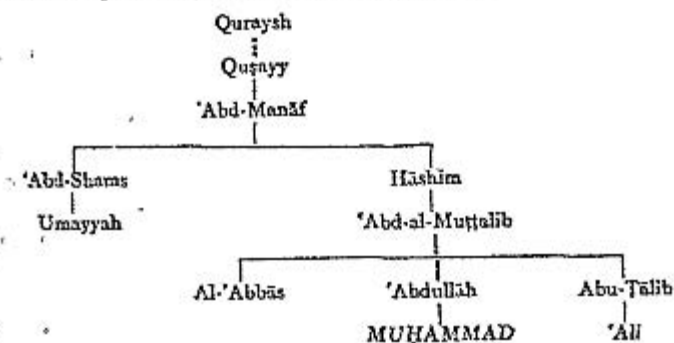 Quraysh
Quṣayy
'Abd-Manāf
'Abd-Shams Hāshim
Umayyah 'Abd-al-Muṭṭalib
Al-'Abbās 'Abdullāh Abu-Ṭālib
MUHAMMAD 'Ali